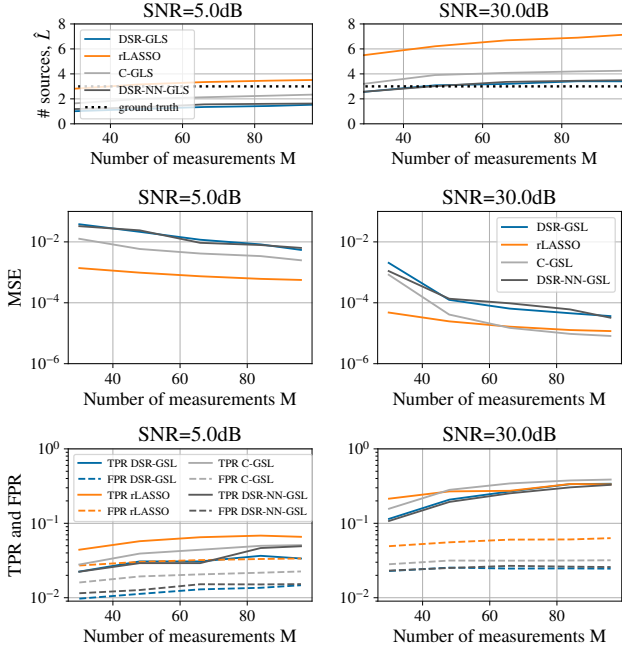 SNR=5.0dB
SNR=30.0dB
# sources, L̂
8
6
4
2
0
DSR-GLS
rLASSO
C-GLS
DSR-NN-GLS
ground truth
40
60
80
Number of measurements M
8
6
4
2
0
40
60
80
Number of measurements M
SNR=5.0dB
SNR=30.0dB
MSE
10⁻²
10⁻⁴
10⁻⁶
40
60
80
Number of measurements M
10⁻²
10⁻⁴
10⁻⁶
DSR-GSL
rLASSO
C-GSL
DSR-NN-GSL
40
60
80
Number of measurements M
SNR=5.0dB
SNR=30.0dB
TPR and FPR
10⁰
10⁻¹
10⁻²
TPR DSR-GSL
FPR DSR-GSL
TPR rLASSO
FPR rLASSO
TPR C-GSL
FPR C-GSL
TPR DSR-NN-GSL
FPR DSR-NN-GSL
40
60
80
Number of measurements M
10⁰
10⁻¹
10⁻²
40
60
80
Number of measurements M